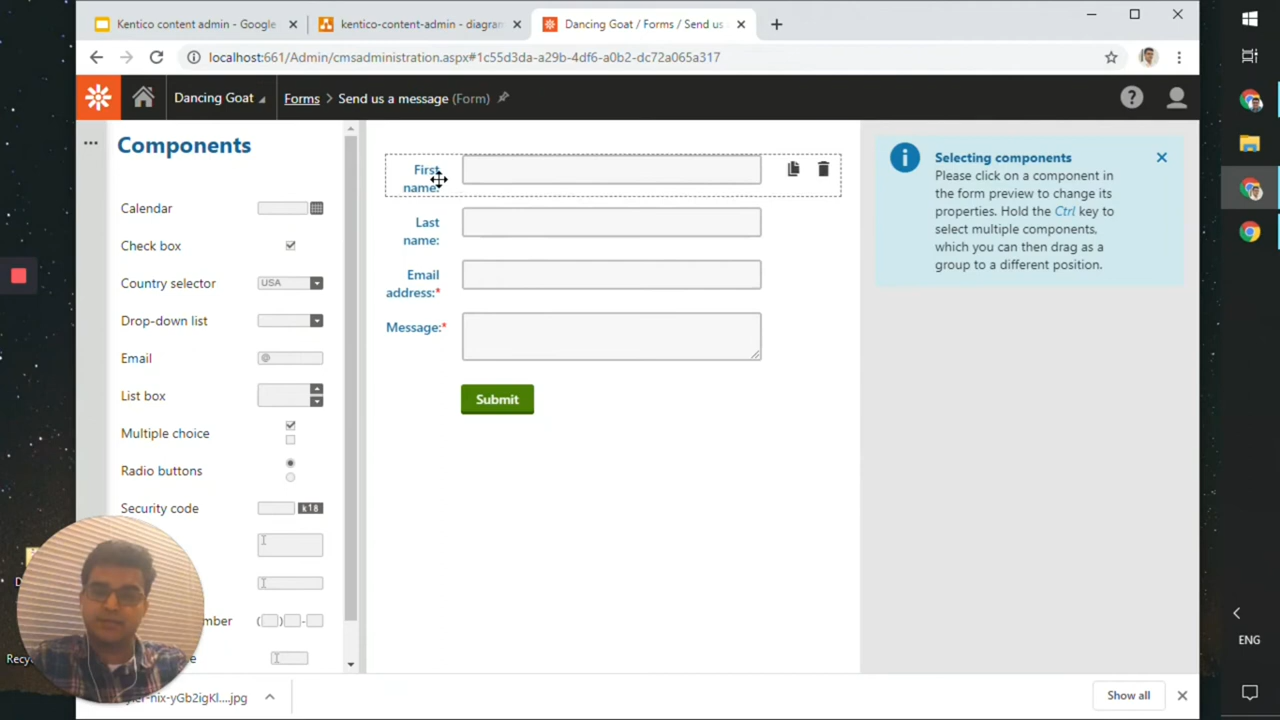 Kentico content admin - Google
kentico-content-admin - diagram
Dancing Goat / Forms / Send us
localhost:661/Admin/cmsadministration.aspx#1c55d3da-a29b-4df6-a0b2-dc72a065a317
Dancing Goat
Forms > Send us a message (Form)
Components
Calendar
Check box
Country selector
USA
Drop-down list
Email
@
List box
Multiple choice
Radio buttons
Security code
k18
First
name:
Last
name:
Email
address:*
Message:*
Submit
Selecting components
Please click on a component in
the form preview to change its
properties. Hold the Ctrl key to
select multiple components,
which you can then drag as a
group to a different position.
ENG
Show all